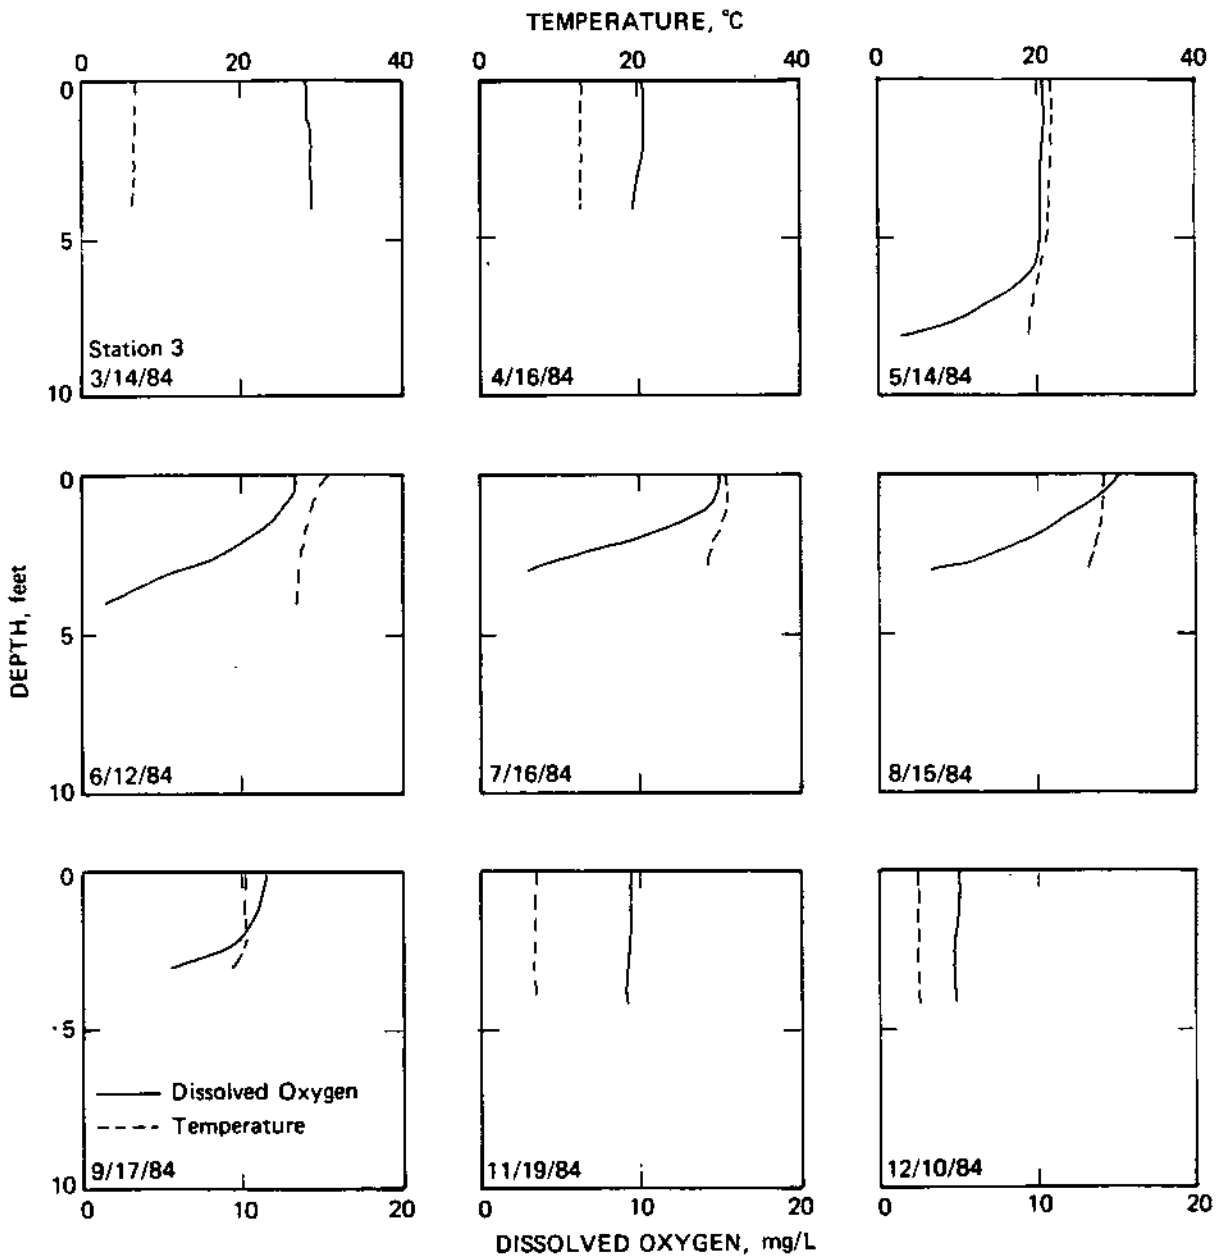 TEMPERATURE, °C
0 20 40 0 20 40 0 20 40
0
5
Station 3
3/14/84 4/16/84 5/14/84
10
0
DEPTH, feet
5
6/12/84 7/16/84 8/15/84
10
0
5
Dissolved Oxygen
Temperature
9/17/84 11/19/84 12/10/84
10
0 10 20 0 10 20 0 10 20
DISSOLVED OXYGEN, mg/L